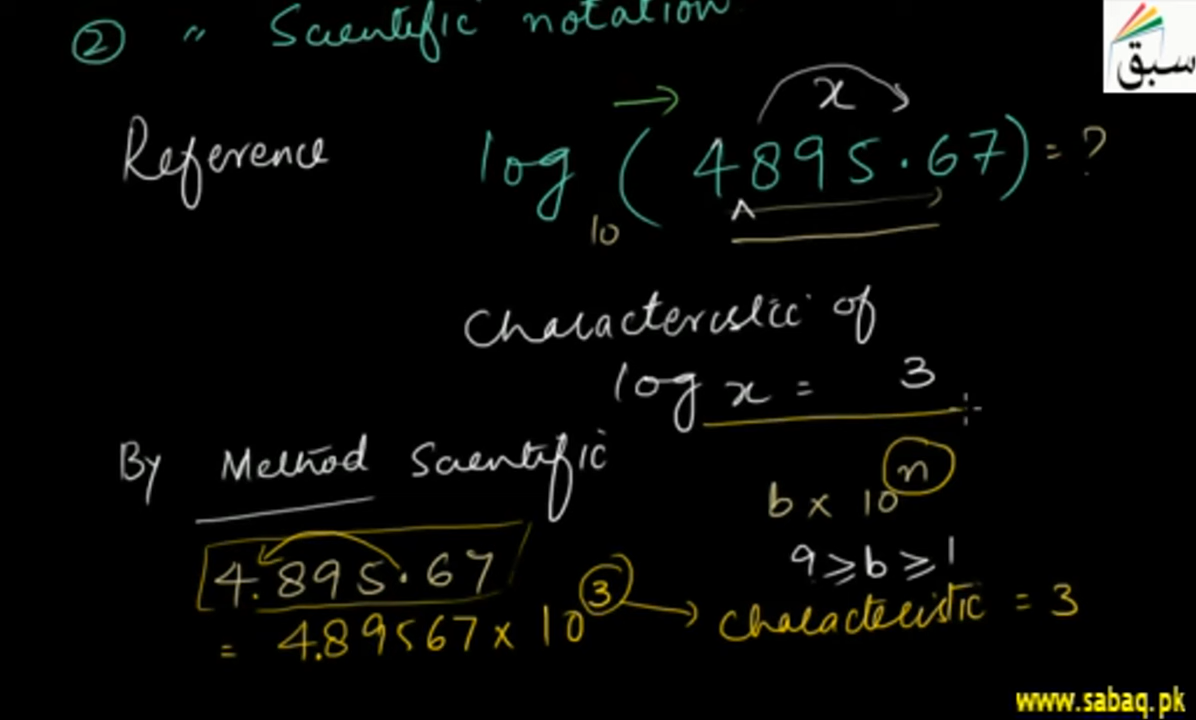 ② " Scientific notation
سبق
x
Reference log₁₀ ( 4895.67) = ?
Characteristic of
log x = 3
By Method Scientific
b x 10ⁿ
4.895.67
9 ⩾ b ⩾ 1
= 4.89567 x 10³ → characteristic = 3
www.sabaq.pk